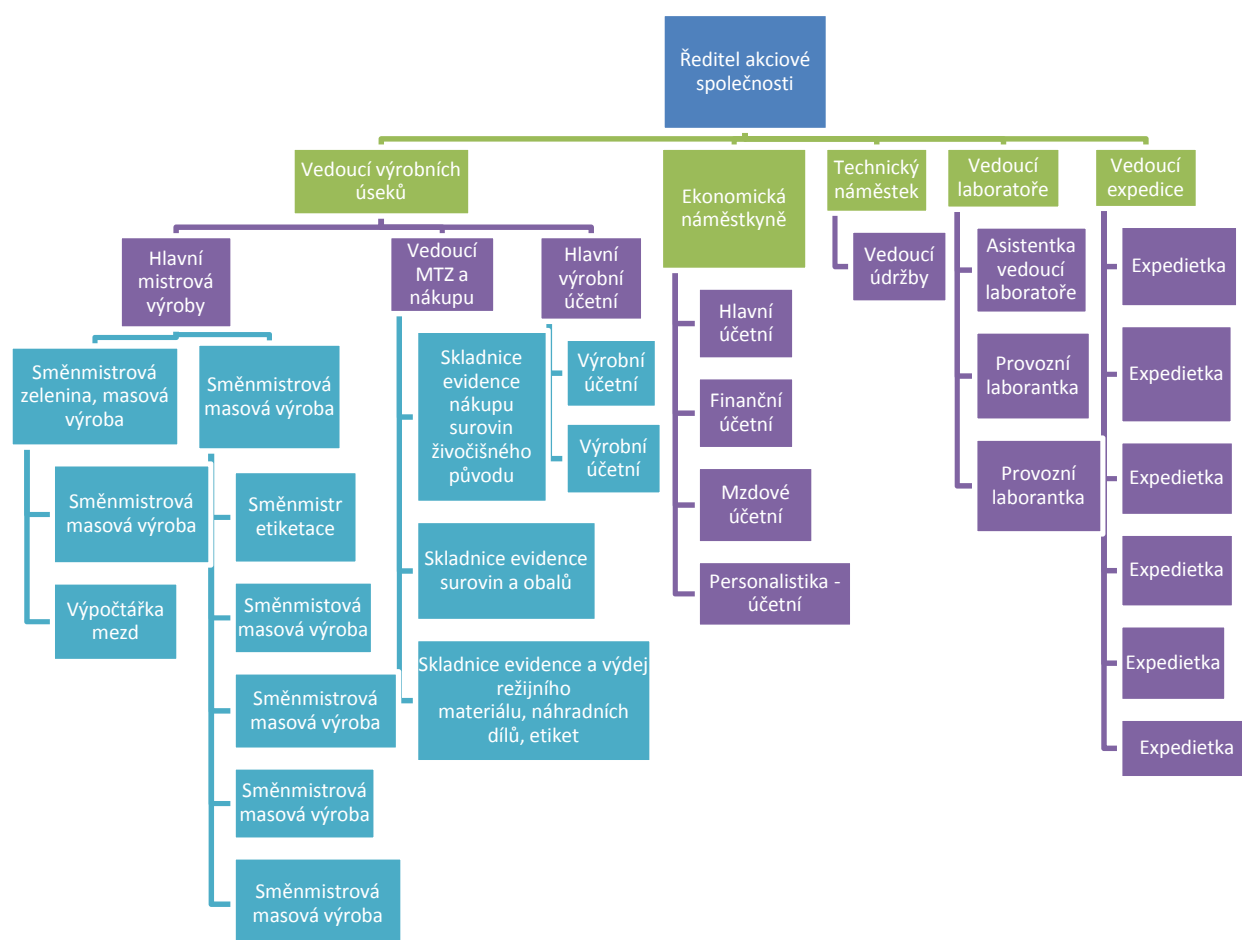 Ředitel akciové
společnosti
Vedoucí výrobních
úseků
Ekonomická
náměstkyně
Technický
náměstek
Vedoucí
laboratoře
Vedoucí
expedice
Hlavní
mistrová
výroby
Vedoucí
MTZ a
nákupu
Hlavní
výrobní
účetní
Směnmistrová
zelenina, masová
výroba
Směnmistrová
masová výroba
Směnmistrová
masová výroba
Výpočtářka
mezd
Směnmistr
etiketace
Směnmistová
masová výroba
Směnmistrová
masová výroba
Směnmistrová
masová výroba
Směnmistrová
masová výroba
Skladnice
evidence
nákupu
surovin
živočišného
původu
Skladnice evidence
surovin a obalů
Skladnice evidence a výdej
režijního
materiálu, náhradních
dílů, etiket
Výrobní
účetní
Výrobní
účetní
Hlavní
účetní
Finanční
účetní
Mzdové
účetní
Personalistika -
účetní
Vedoucí
údržby
Asistentka
vedoucí
laboratoře
Provozní
laborantka
Provozní
laborantka
Expedietka
Expedietka
Expedietka
Expedietka
Expedietka
Expedietka